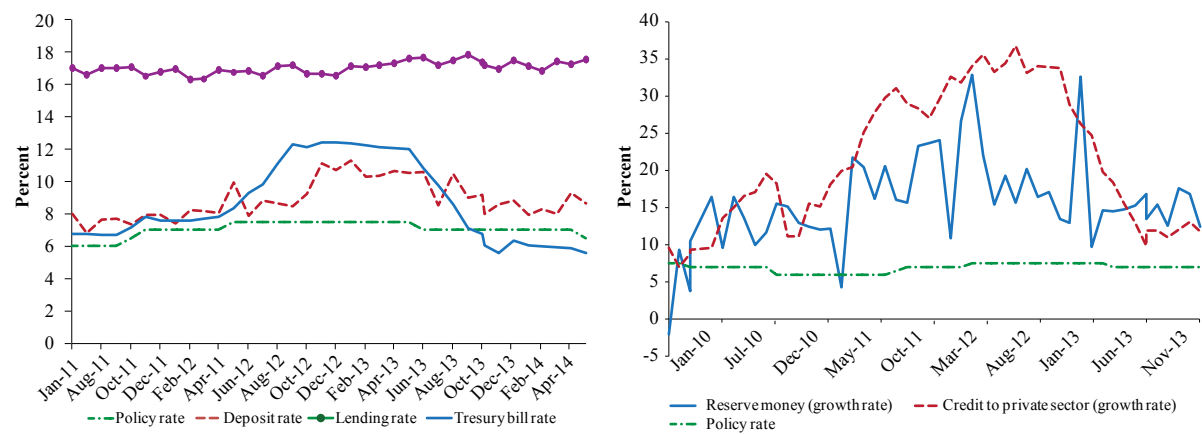 20
18
16
14
12
10
8
6
4
2
0
Percent
Jan-11
Aug-11
Oct-11
Dec-11
Feb-12
Apr-11
Jun-12
Aug-12
Oct-12
Dec-12
Feb-13
Apr-13
Jun-13
Aug-13
Oct-13
Dec-13
Feb-14
Apr-14
Policy rate Deposit rate Lending rate Tresury bill rate
40
35
30
25
20
15
10
5
0
-5
Percent
Jan-10
Jul-10
Dec-10
May-11
Oct-11
Mar-12
Aug-12
Jan-13
Jun-13
Nov-13
Reserve money (growth rate) Credit to private sector (growth rate)
Policy rate